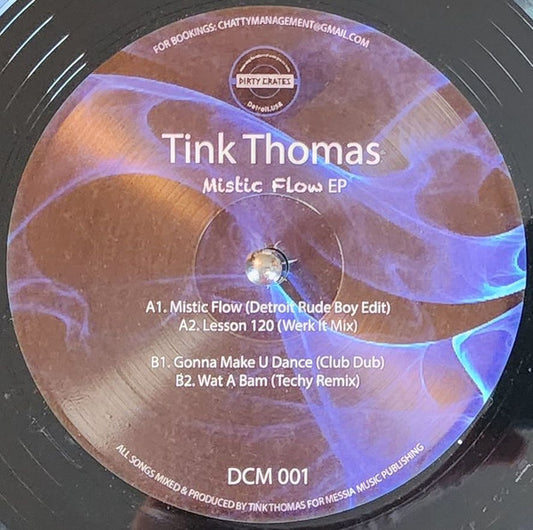 FOR BOOKINGS: CHATTYMANAGEMENT@GMAIL.COM
DIRTY CRATES
Detroit.USA
Tink Thomas
Mistic Flow EP
A1. Mistic Flow (Detroit Rude Boy Edit)
A2. Lesson 120 (Werk It Mix)
B1. Gonna Make U Dance (Club Dub)
B2. Wat A Bam (Techy Remix)
DCM 001
ALL SONGS MIXED & PRODUCED BY TINK THOMAS FOR MESSIA MUSIC PUBLISHING